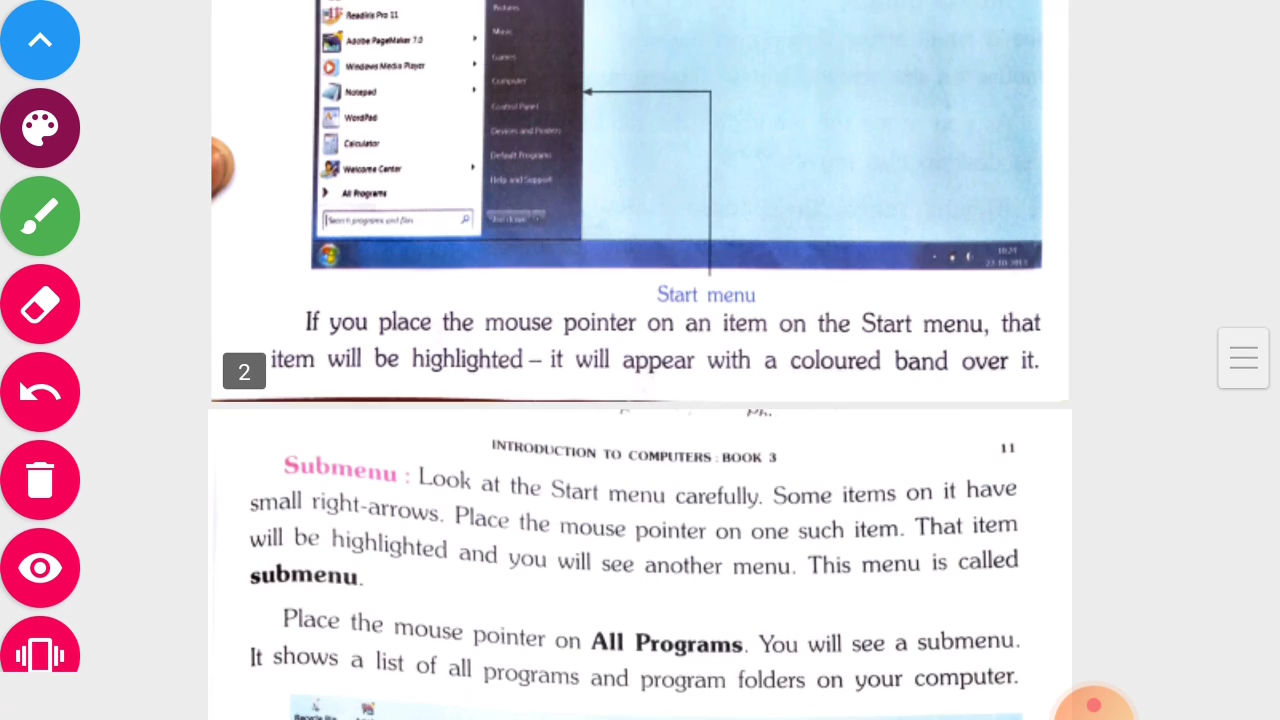 Readiris Pro 11
Adobe PageMaker 7.0
Windows Media Player
Notepad
WordPad
Calculator
Welcome Center
All Programs
Search programs and files
Pictures
Music
Games
Computer
Control Panel
Devices and Printers
Default Programs
Help and Support
Shut down
Start menu
If you place the mouse pointer on an item on the Start menu, that
item will be highlighted – it will appear with a coloured band over it.
2
INTRODUCTION TO COMPUTERS : BOOK 3
11
Submenu : Look at the Start menu carefully. Some items on it have
small right-arrows. Place the mouse pointer on one such item. That item
will be highlighted and you will see another menu. This menu is called
submenu.
Place the mouse pointer on All Programs. You will see a submenu.
It shows a list of all programs and program folders on your computer.
Recycle Bin